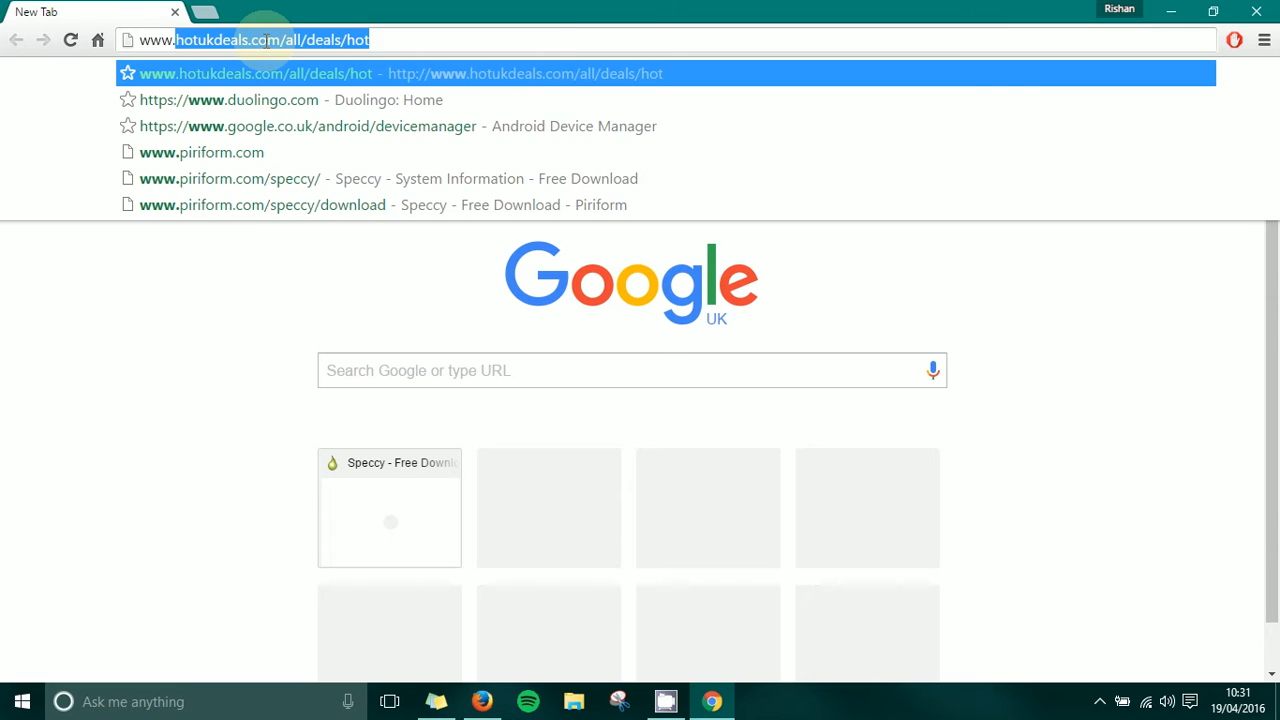 New Tab
Rishan
www.hotukdeals.com/all/deals/hot
www.hotukdeals.com/all/deals/hot - http://www.hotukdeals.com/all/deals/hot
https://www.duolingo.com - Duolingo: Home
https://www.google.co.uk/android/devicemanager - Android Device Manager
www.piriform.com
www.piriform.com/speccy/ - Speccy - System Information - Free Download
www.piriform.com/speccy/download - Speccy - Free Download - Piriform
Google
UK
Search Google or type URL
Speccy - Free Downl
Ask me anything
10:31
19/04/2016